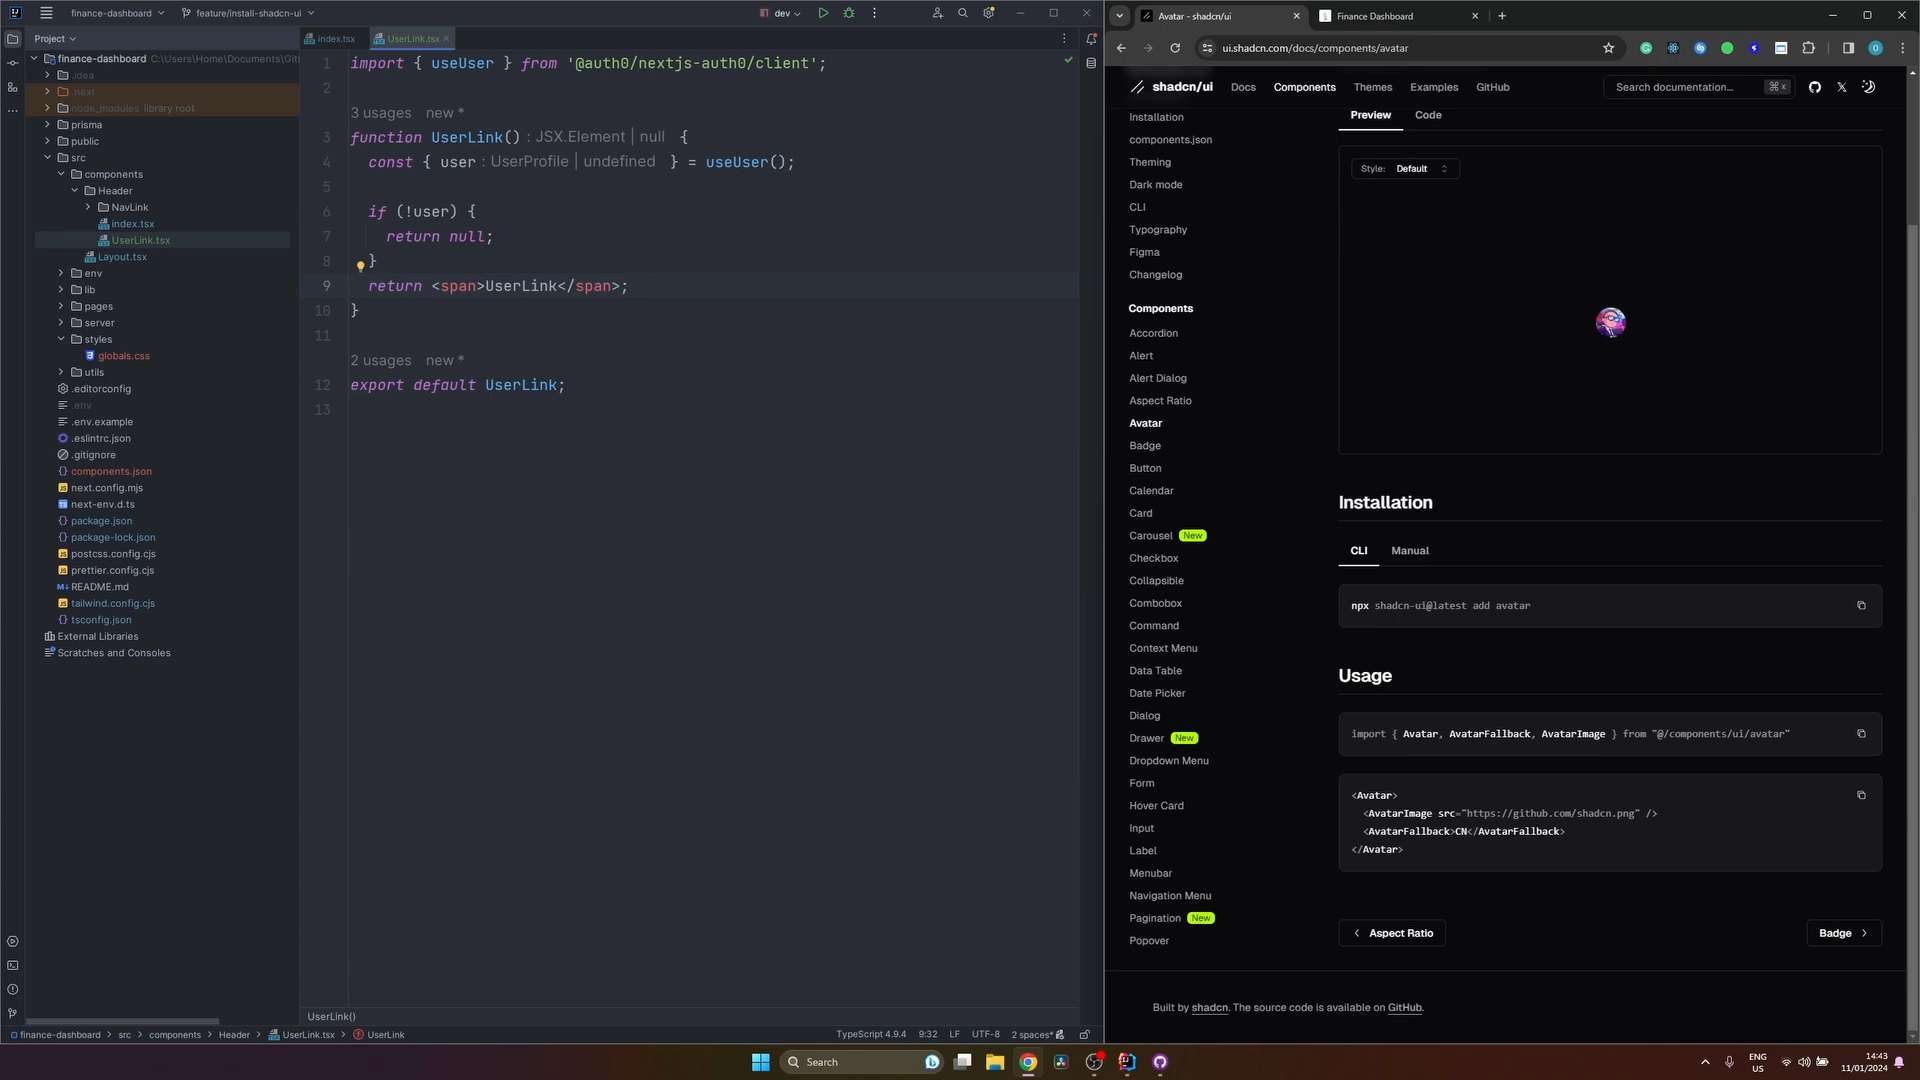 finance-dashboard
feature/install-shadcn-ui
dev
Project
index.tsx
UserLink.tsx
finance-dashboard C:\Users\Home\Documents\Git
.idea
.next
node_modules library root
prisma
public
src
components
Header
NavLink
index.tsx
UserLink.tsx
Layout.tsx
env
lib
pages
server
styles
globals.css
utils
.editorconfig
.env
.env.example
.eslintrc.json
.gitignore
components.json
next.config.mjs
next-env.d.ts
package.json
package-lock.json
postcss.config.cjs
prettier.config.cjs
README.md
tailwind.config.cjs
tsconfig.json
External Libraries
Scratches and Consoles
1 import { useUser } from '@auth0/nextjs-auth0/client';
2
3 usages new *
3 function UserLink() : JSX.Element | null {
4 const { user : UserProfile | undefined } = useUser();
5
6 if (!user) {
7 return null;
8 }
9 return <span>UserLink</span>;
10 }
11
2 usages new *
12 export default UserLink;
13
UserLink()
finance-dashboard > src > components > Header > UserLink.tsx > UserLink
TypeScript 4.9.4 9:32 LF UTF-8 2 spaces*
Avatar - shadcn/ui
Finance Dashboard
ui.shadcn.com/docs/components/avatar
O
shadcn/ui
Docs
Components
Themes
Examples
GitHub
Search documentation...
⌘ K
Installation
components.json
Theming
Dark mode
CLI
Typography
Figma
Changelog
Components
Accordion
Alert
Alert Dialog
Aspect Ratio
Avatar
Badge
Button
Calendar
Card
Carousel New
Checkbox
Collapsible
Combobox
Command
Context Menu
Data Table
Date Picker
Dialog
Drawer New
Dropdown Menu
Form
Hover Card
Input
Label
Menubar
Navigation Menu
Pagination New
Popover
Preview
Code
Style: Default
Installation
CLI
Manual
npx shadcn-ui@latest add avatar
Usage
import { Avatar, AvatarFallback, AvatarImage } from "@/components/ui/avatar"
<Avatar>
<AvatarImage src="https://github.com/shadcn.png" />
<AvatarFallback>CN</AvatarFallback>
</Avatar>
Aspect Ratio
Badge
Built by shadcn. The source code is available on GitHub.
Search
ENG
US
14:43
11/01/2024